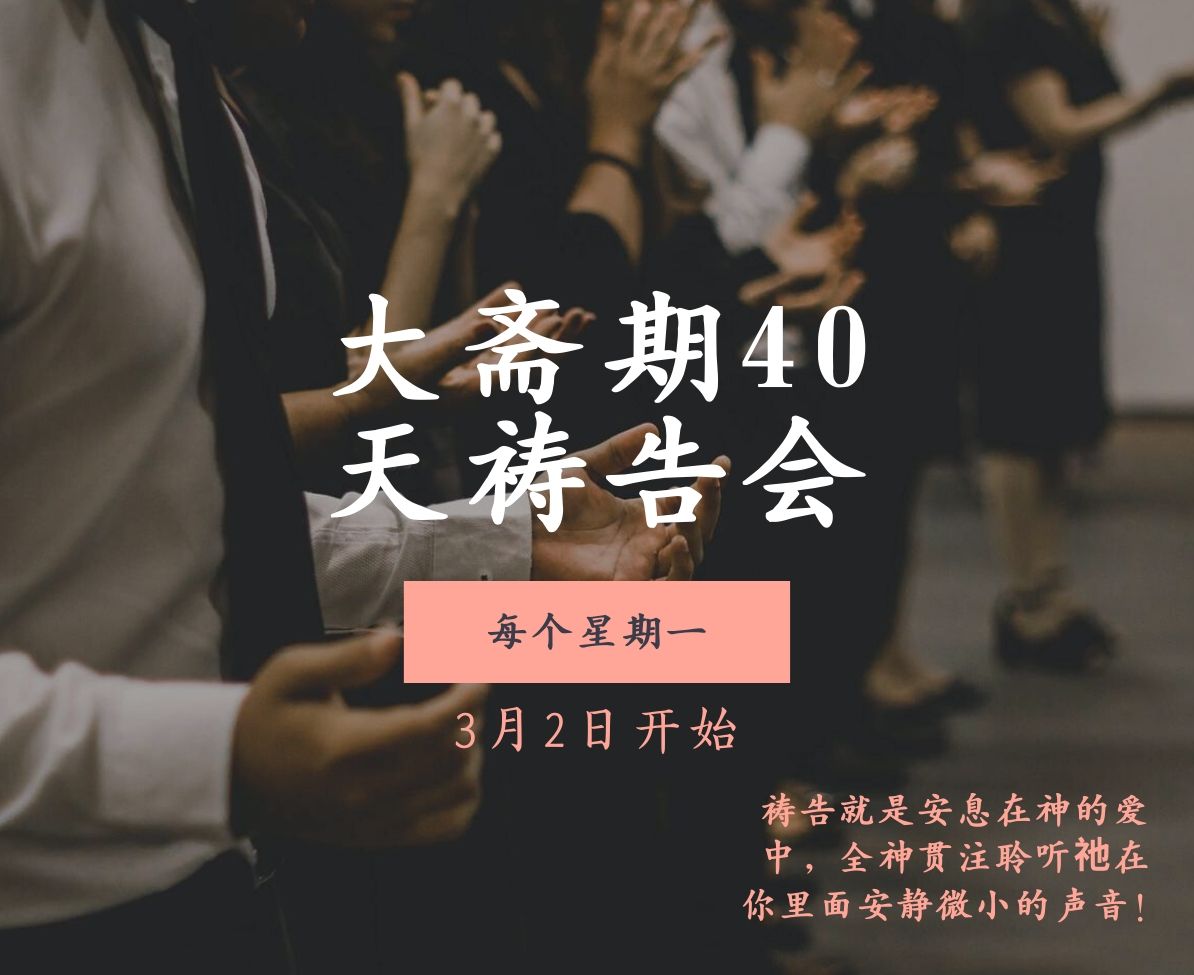 大斋期40
天祷告会
每个星期一
3月2日开始
祷告就是安息在神的爱
中，全神贯注聆听祂在
你里面安静微小的声音！